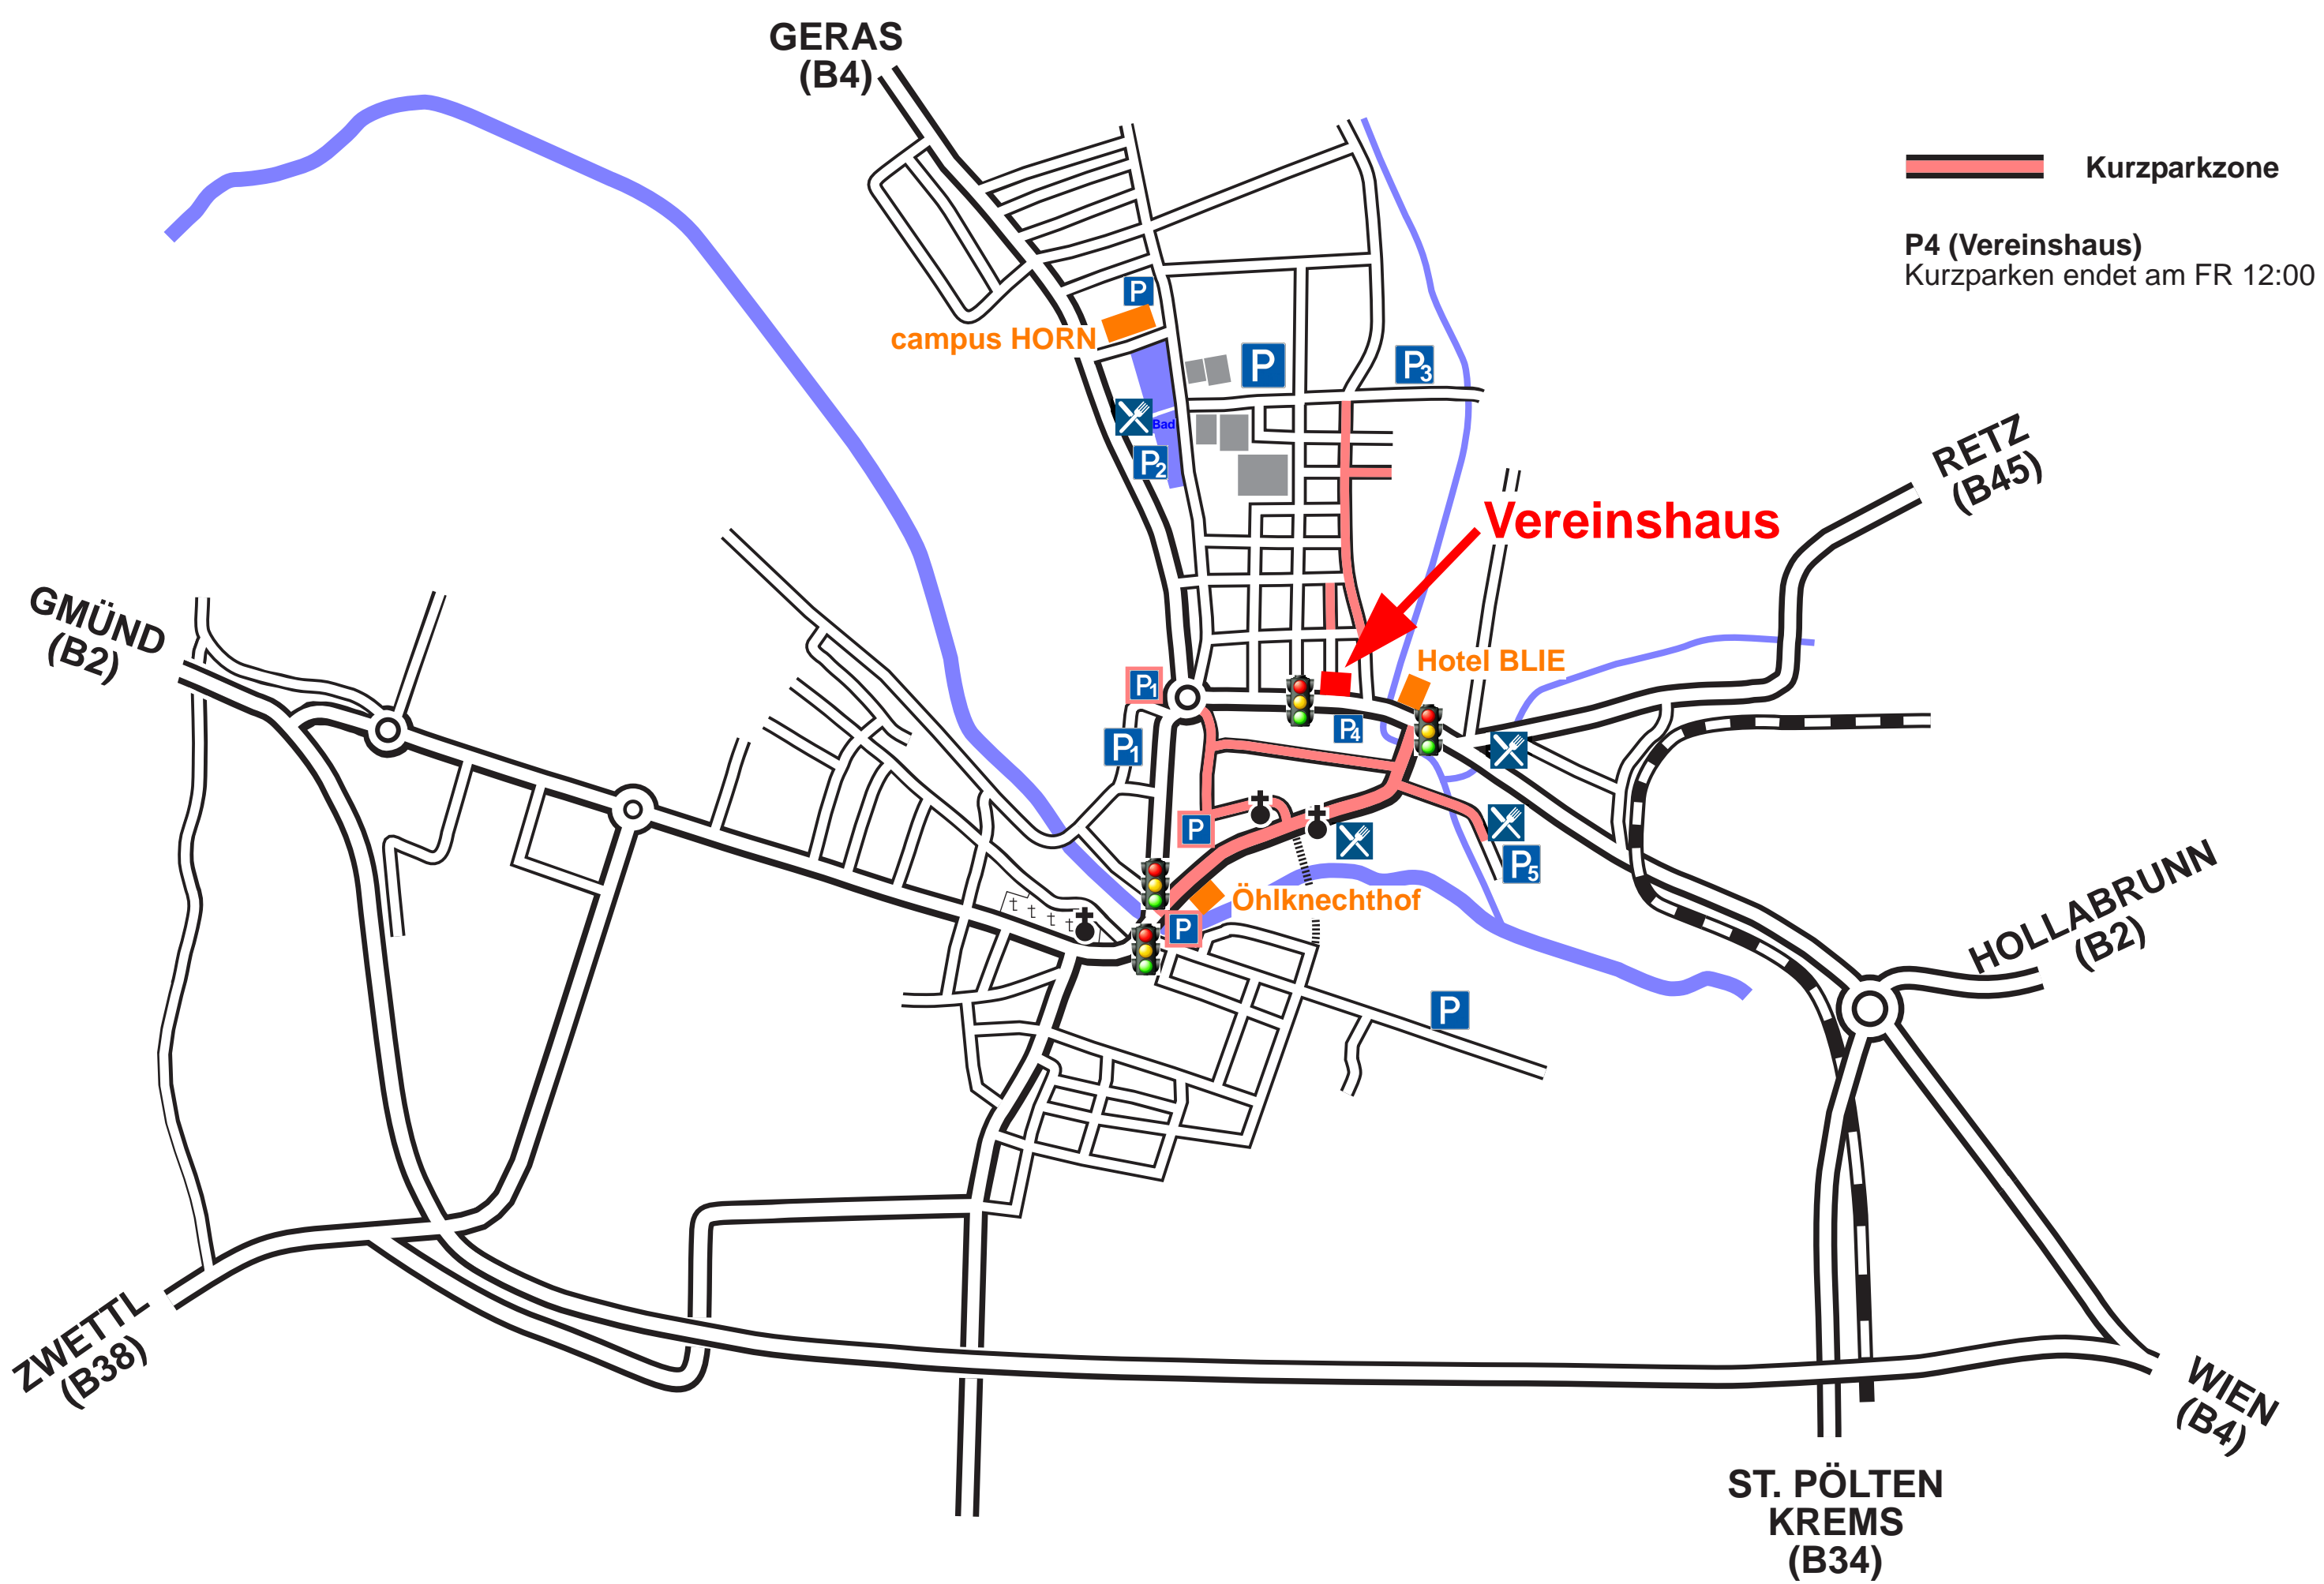 GERAS
(B4)
Kurzparkzone
P4 (Vereinshaus)
Kurzparken endet am FR 12:00
P
campus HORN
P
P3
Bad
P2
RETZ
(B45)
Vereinshaus
GMÜND
(B2)
Hotel BLIE
P1
P4
P1
P
P5
Öhlknechthof
P
HOLLABRUNN
(B2)
P
ZWETTL
(B38)
WIEN
(B4)
ST. PÖLTEN
KREMS
(B34)